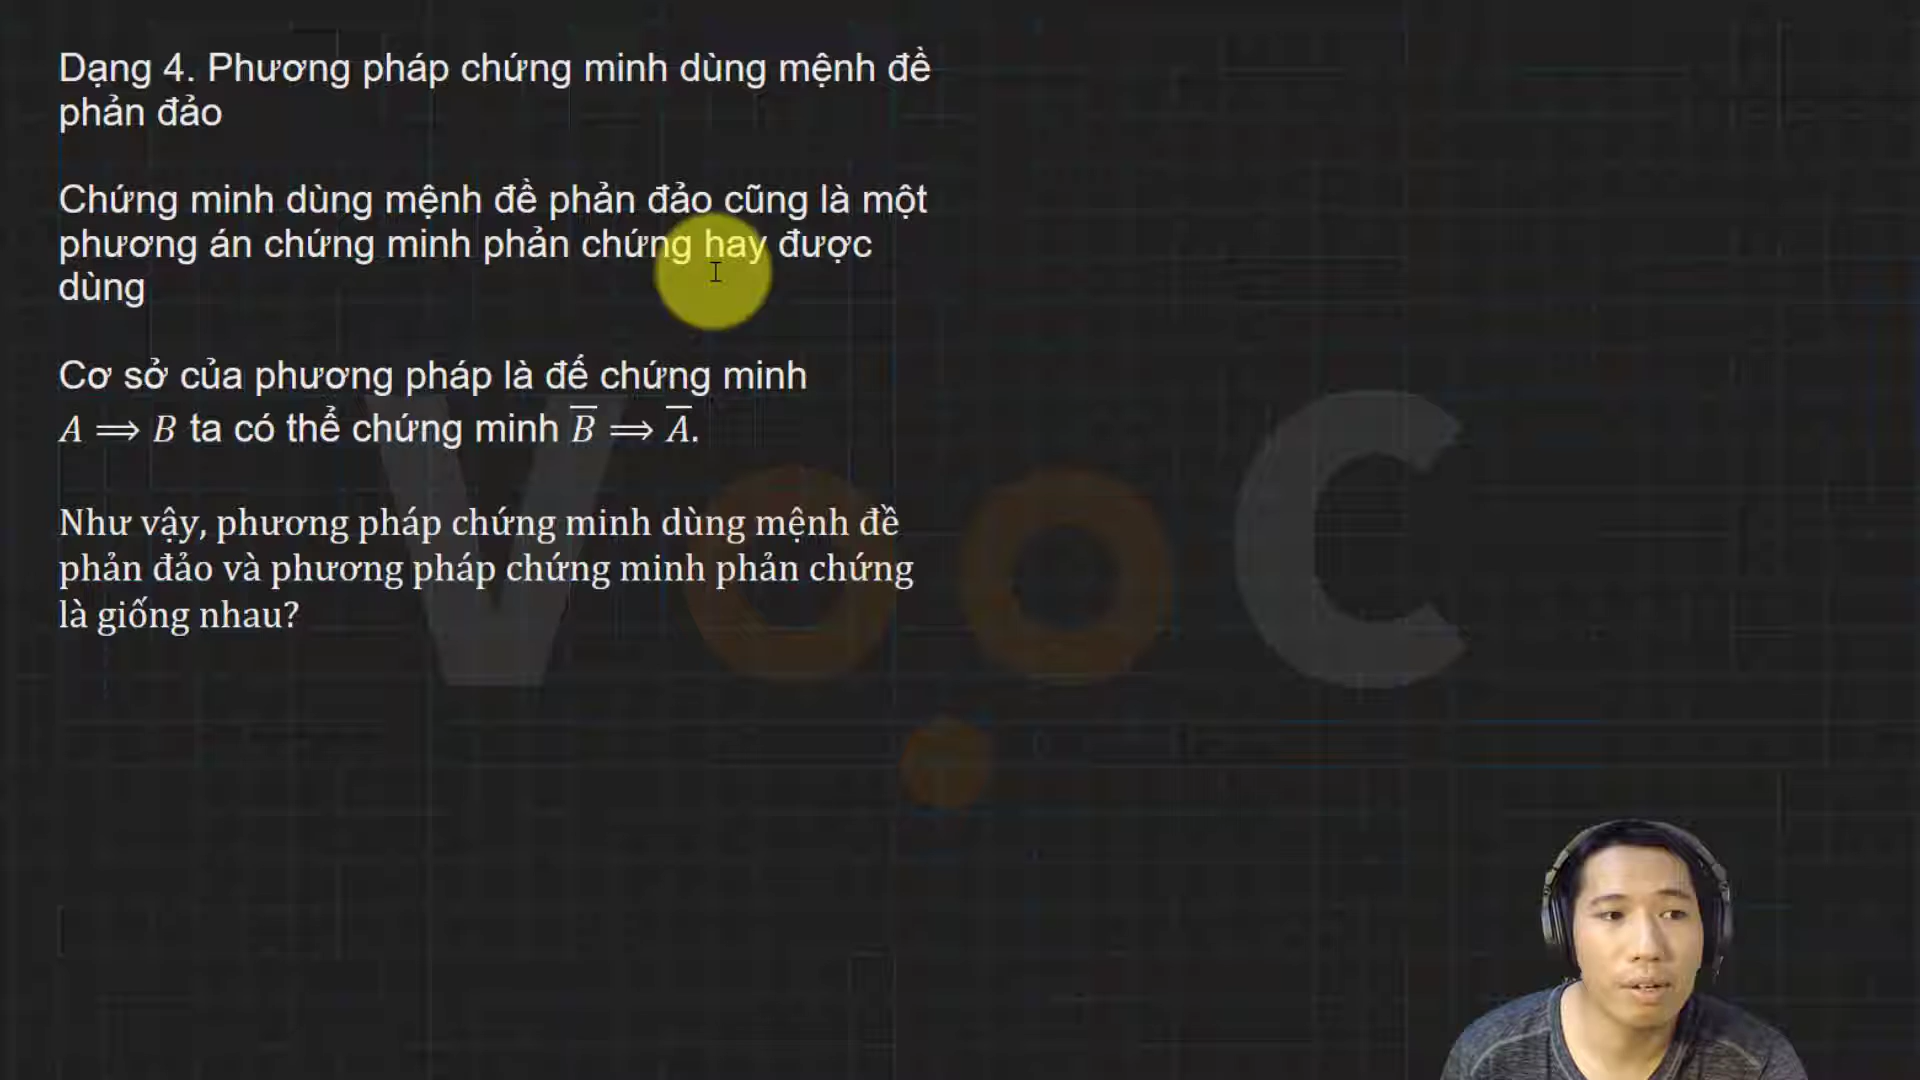 Dạng 4. Phương pháp chứng minh dùng mệnh đề
phản đảo
Chứng minh dùng mệnh đề phản đảo cũng là một
phương án chứng minh phản chứng hay được
dùng
Cơ sở của phương pháp là để chứng minh
A ⟹ B ta có thể chứng minh B̅ ⟹ A̅.
Như vậy, phương pháp chứng minh dùng mệnh đề
phản đảo và phương pháp chứng minh phản chứng
là giống nhau?
VOOC